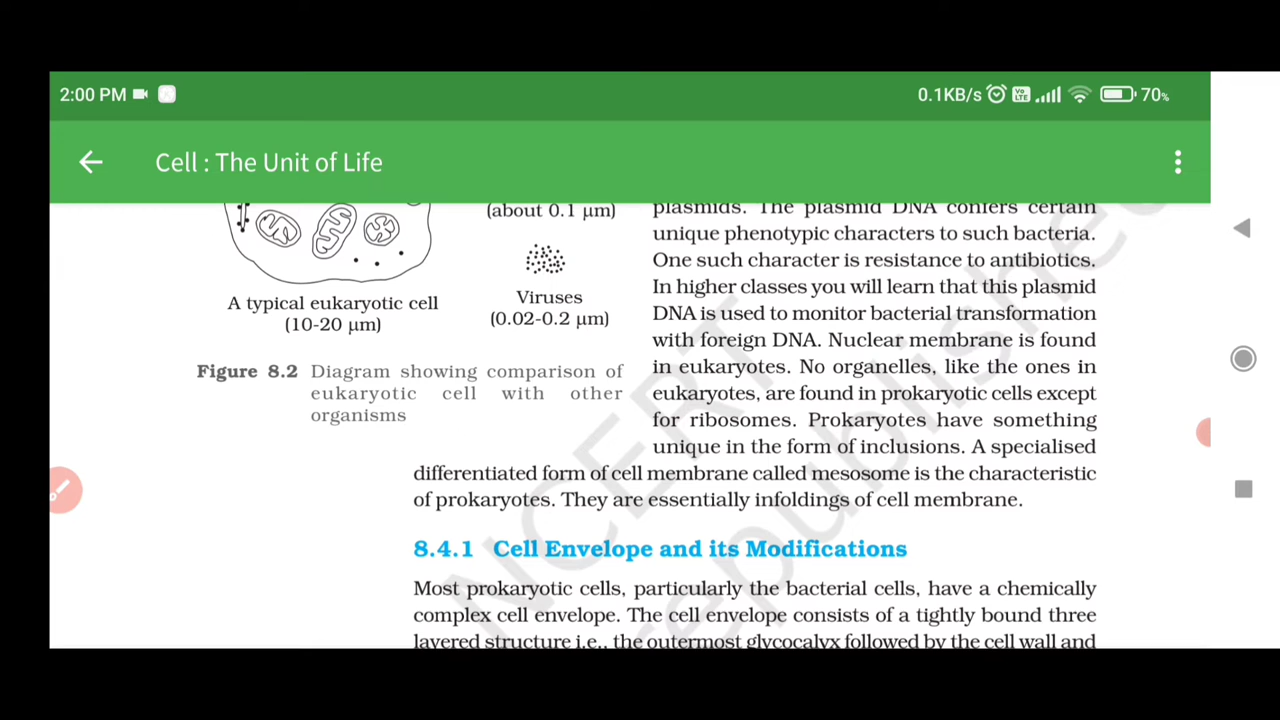 2:00 PM
0.1KB/s Vo LTE 70%
Cell : The Unit of Life
(about 0.1 µm)
Viruses
(0.02-0.2 µm)
A typical eukaryotic cell
(10-20 µm)
Figure 8.2 Diagram showing comparison of
eukaryotic cell with other
organisms
plasmids. The plasmid DNA confers certain
unique phenotypic characters to such bacteria.
One such character is resistance to antibiotics.
In higher classes you will learn that this plasmid
DNA is used to monitor bacterial transformation
with foreign DNA. Nuclear membrane is found
in eukaryotes. No organelles, like the ones in
eukaryotes, are found in prokaryotic cells except
for ribosomes. Prokaryotes have something
unique in the form of inclusions. A specialised
differentiated form of cell membrane called mesosome is the characteristic
of prokaryotes. They are essentially infoldings of cell membrane.
8.4.1 Cell Envelope and its Modifications
Most prokaryotic cells, particularly the bacterial cells, have a chemically
complex cell envelope. The cell envelope consists of a tightly bound three
layered structure i.e., the outermost glycocalyx followed by the cell wall and
NCERT
republished